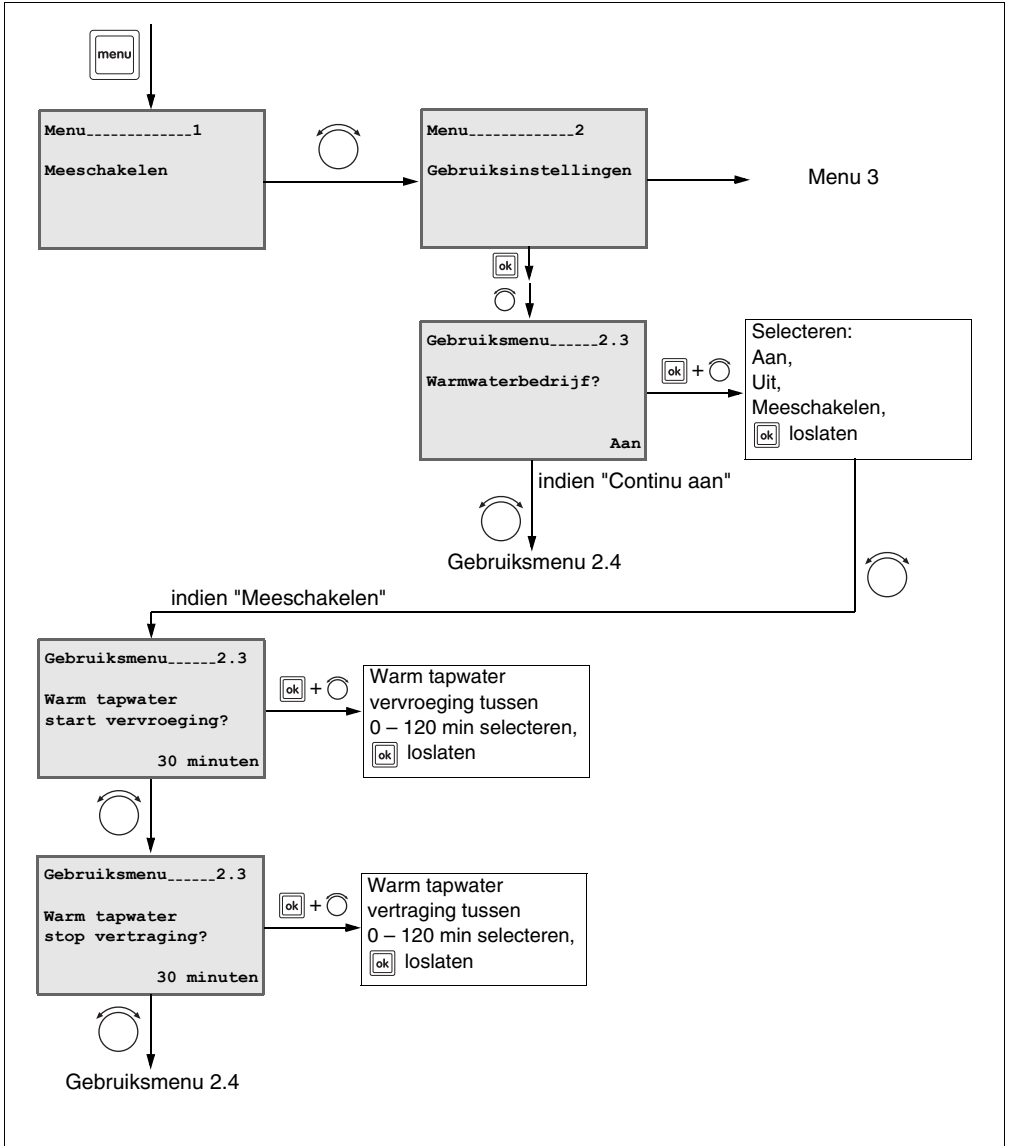 menu
Menu_____________1
Meeschakelen
Menu_____________2
Gebruiksinstellingen
Menu 3
ok
Gebruiksmenu______2.3
Warmwaterbedrijf?
Aan
ok +
Selecteren:
Aan,
Uit,
Meeschakelen,
ok loslaten
indien "Continu aan"
Gebruiksmenu 2.4
indien "Meeschakelen"
Gebruiksmenu______2.3
Warm tapwater
start vervroeging?
30 minuten
ok +
Warm tapwater
vervroeging tussen
0 – 120 min selecteren,
ok loslaten
Gebruiksmenu______2.3
Warm tapwater
stop vertraging?
30 minuten
ok +
Warm tapwater
vertraging tussen
0 – 120 min selecteren,
ok loslaten
Gebruiksmenu 2.4